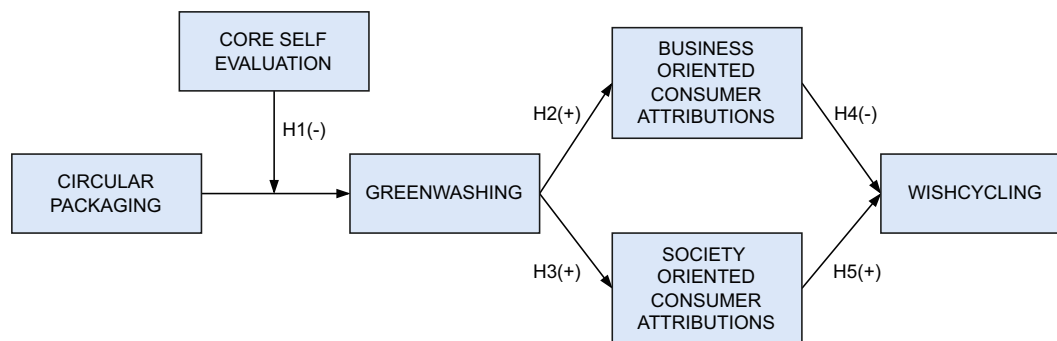 CORE SELF
EVALUATION
H1(-)
CIRCULAR
PACKAGING
GREENWASHING
H2(+)
H3(+)
BUSINESS
ORIENTED
CONSUMER
ATTRIBUTIONS
SOCIETY
ORIENTED
CONSUMER
ATTRIBUTIONS
H4(-)
H5(+)
WISHCYCLING